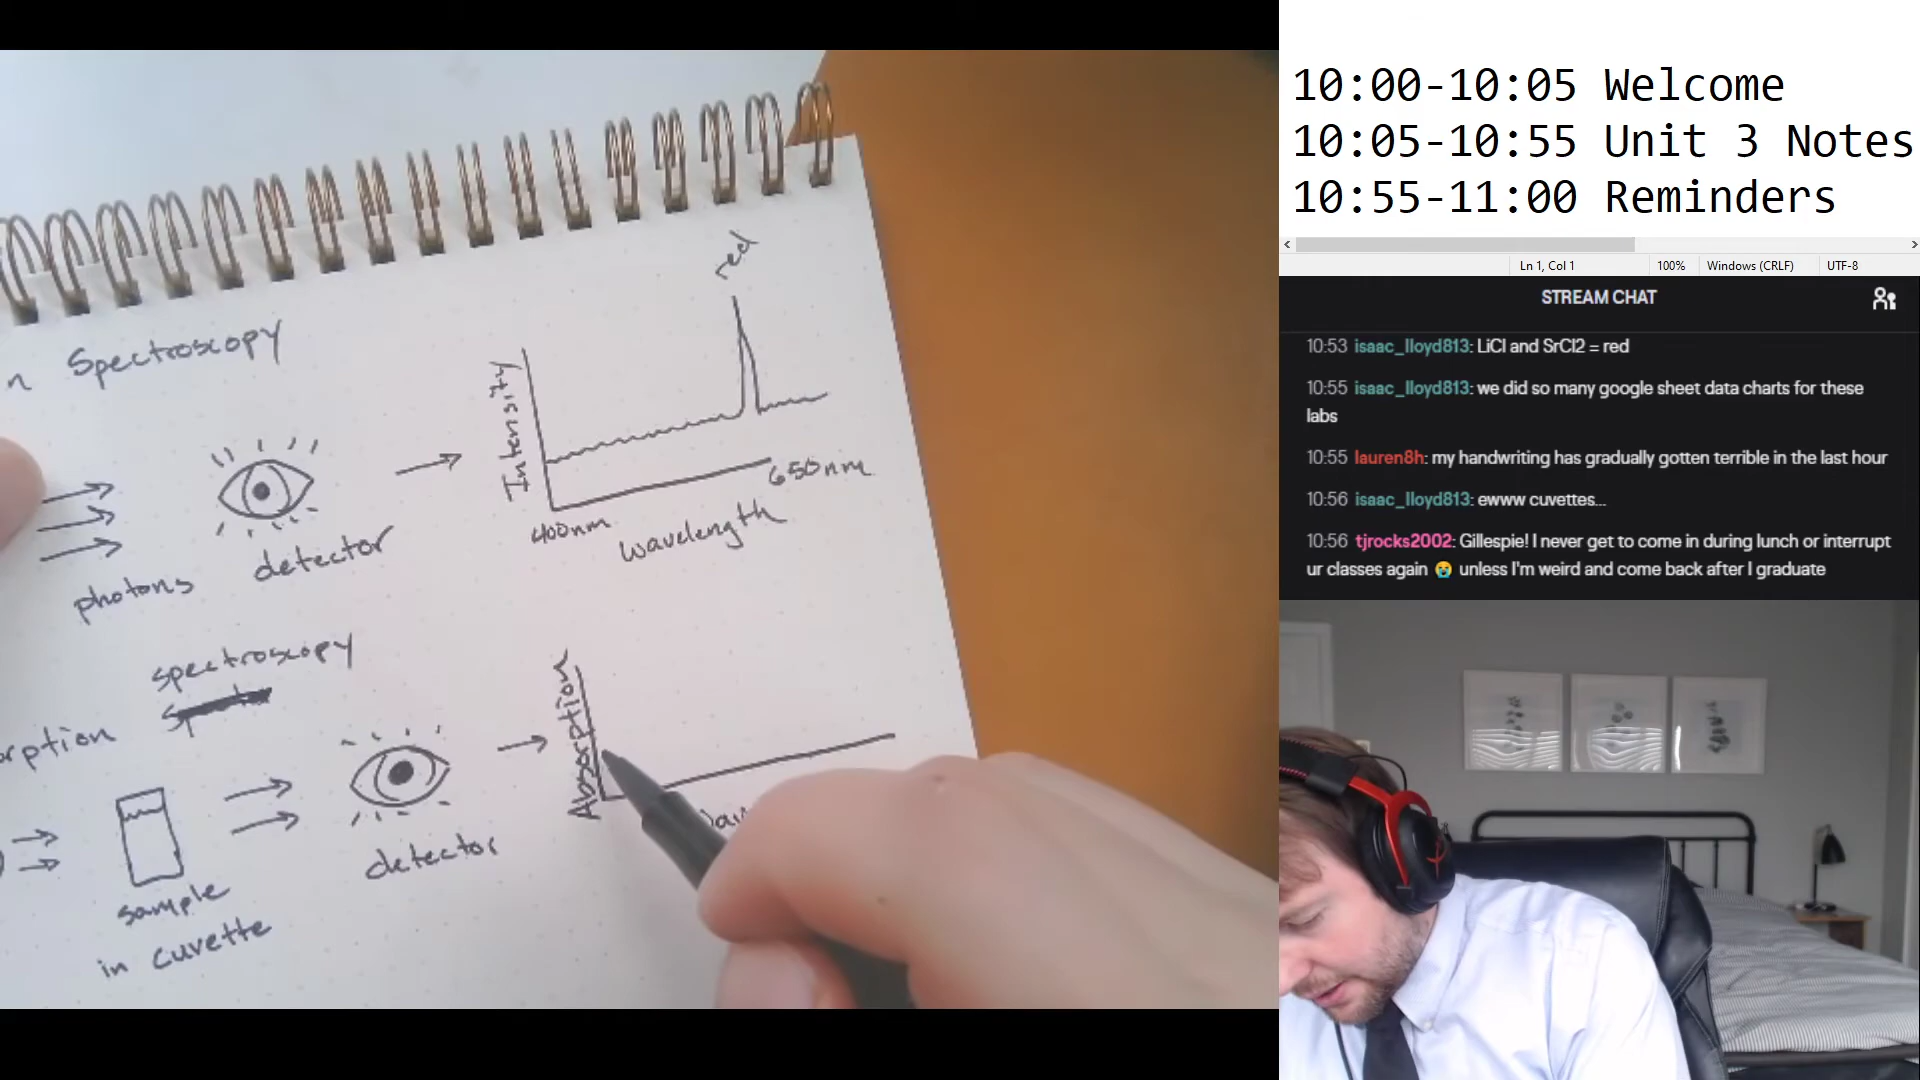 n Spectroscopy
red
Intensity
400nm
650nm
wavelength
photons
detector
spectroscopy
orption
Absorption
sample
in cuvette
detector
10:00-10:05 Welcome
10:05-10:55 Unit 3 Notes
10:55-11:00 Reminders
Ln 1, Col 1
100%
Windows (CRLF)
UTF-8
STREAM CHAT
10:53 isaac_lloyd813: LiCl and SrCl2 = red
10:55 isaac_lloyd813: we did so many google sheet data charts for these
labs
10:55 lauren8h: my handwriting has gradually gotten terrible in the last hour
10:56 isaac_lloyd813: ewww cuvettes...
10:56 tjrocks2002: Gillespie! I never get to come in during lunch or interrupt
ur classes again 😭 unless I'm weird and come back after I graduate